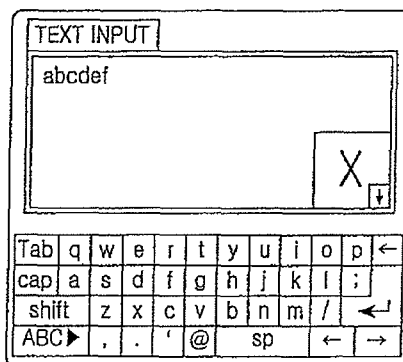 TEXT INPUT
abcdef
X
↓
Tab q w e r t y u i o p ←
cap a s d f g h j k l ;
shift z x c v b n m / ↵
ABC▶ , . ‘ @ sp ← →